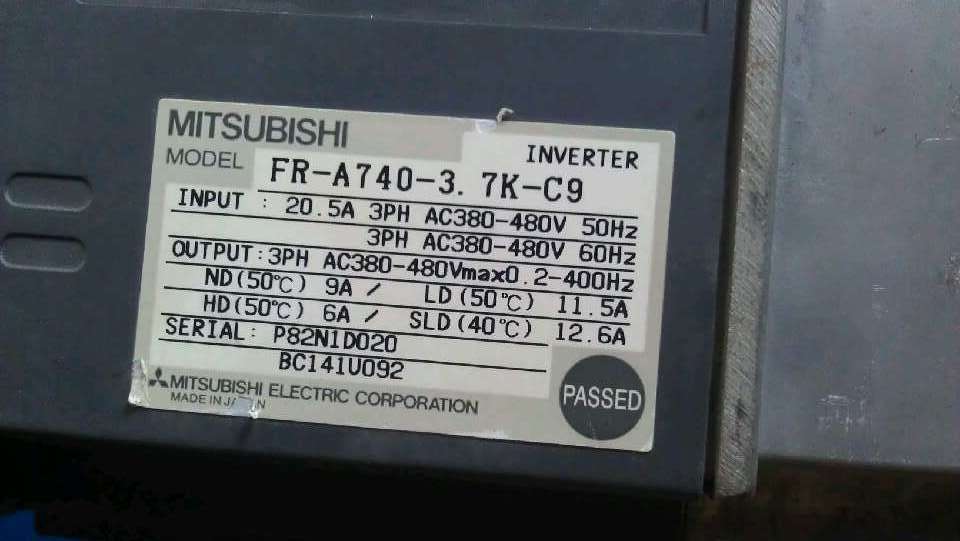 MITSUBISHI
INVERTER
MODEL FR-A740-3.7K-C9
INPUT : 20.5A 3PH AC380-480V 50Hz
3PH AC380-480V 60Hz
OUTPUT:3PH AC380-480Vmax0.2-400Hz
ND(50℃) 9A / LD(50℃) 11.5A
HD(50℃) 6A / SLD(40℃) 12.6A
SERIAL: P82N1D020
BC141U092
MITSUBISHI ELECTRIC CORPORATION
PASSED
MADE IN